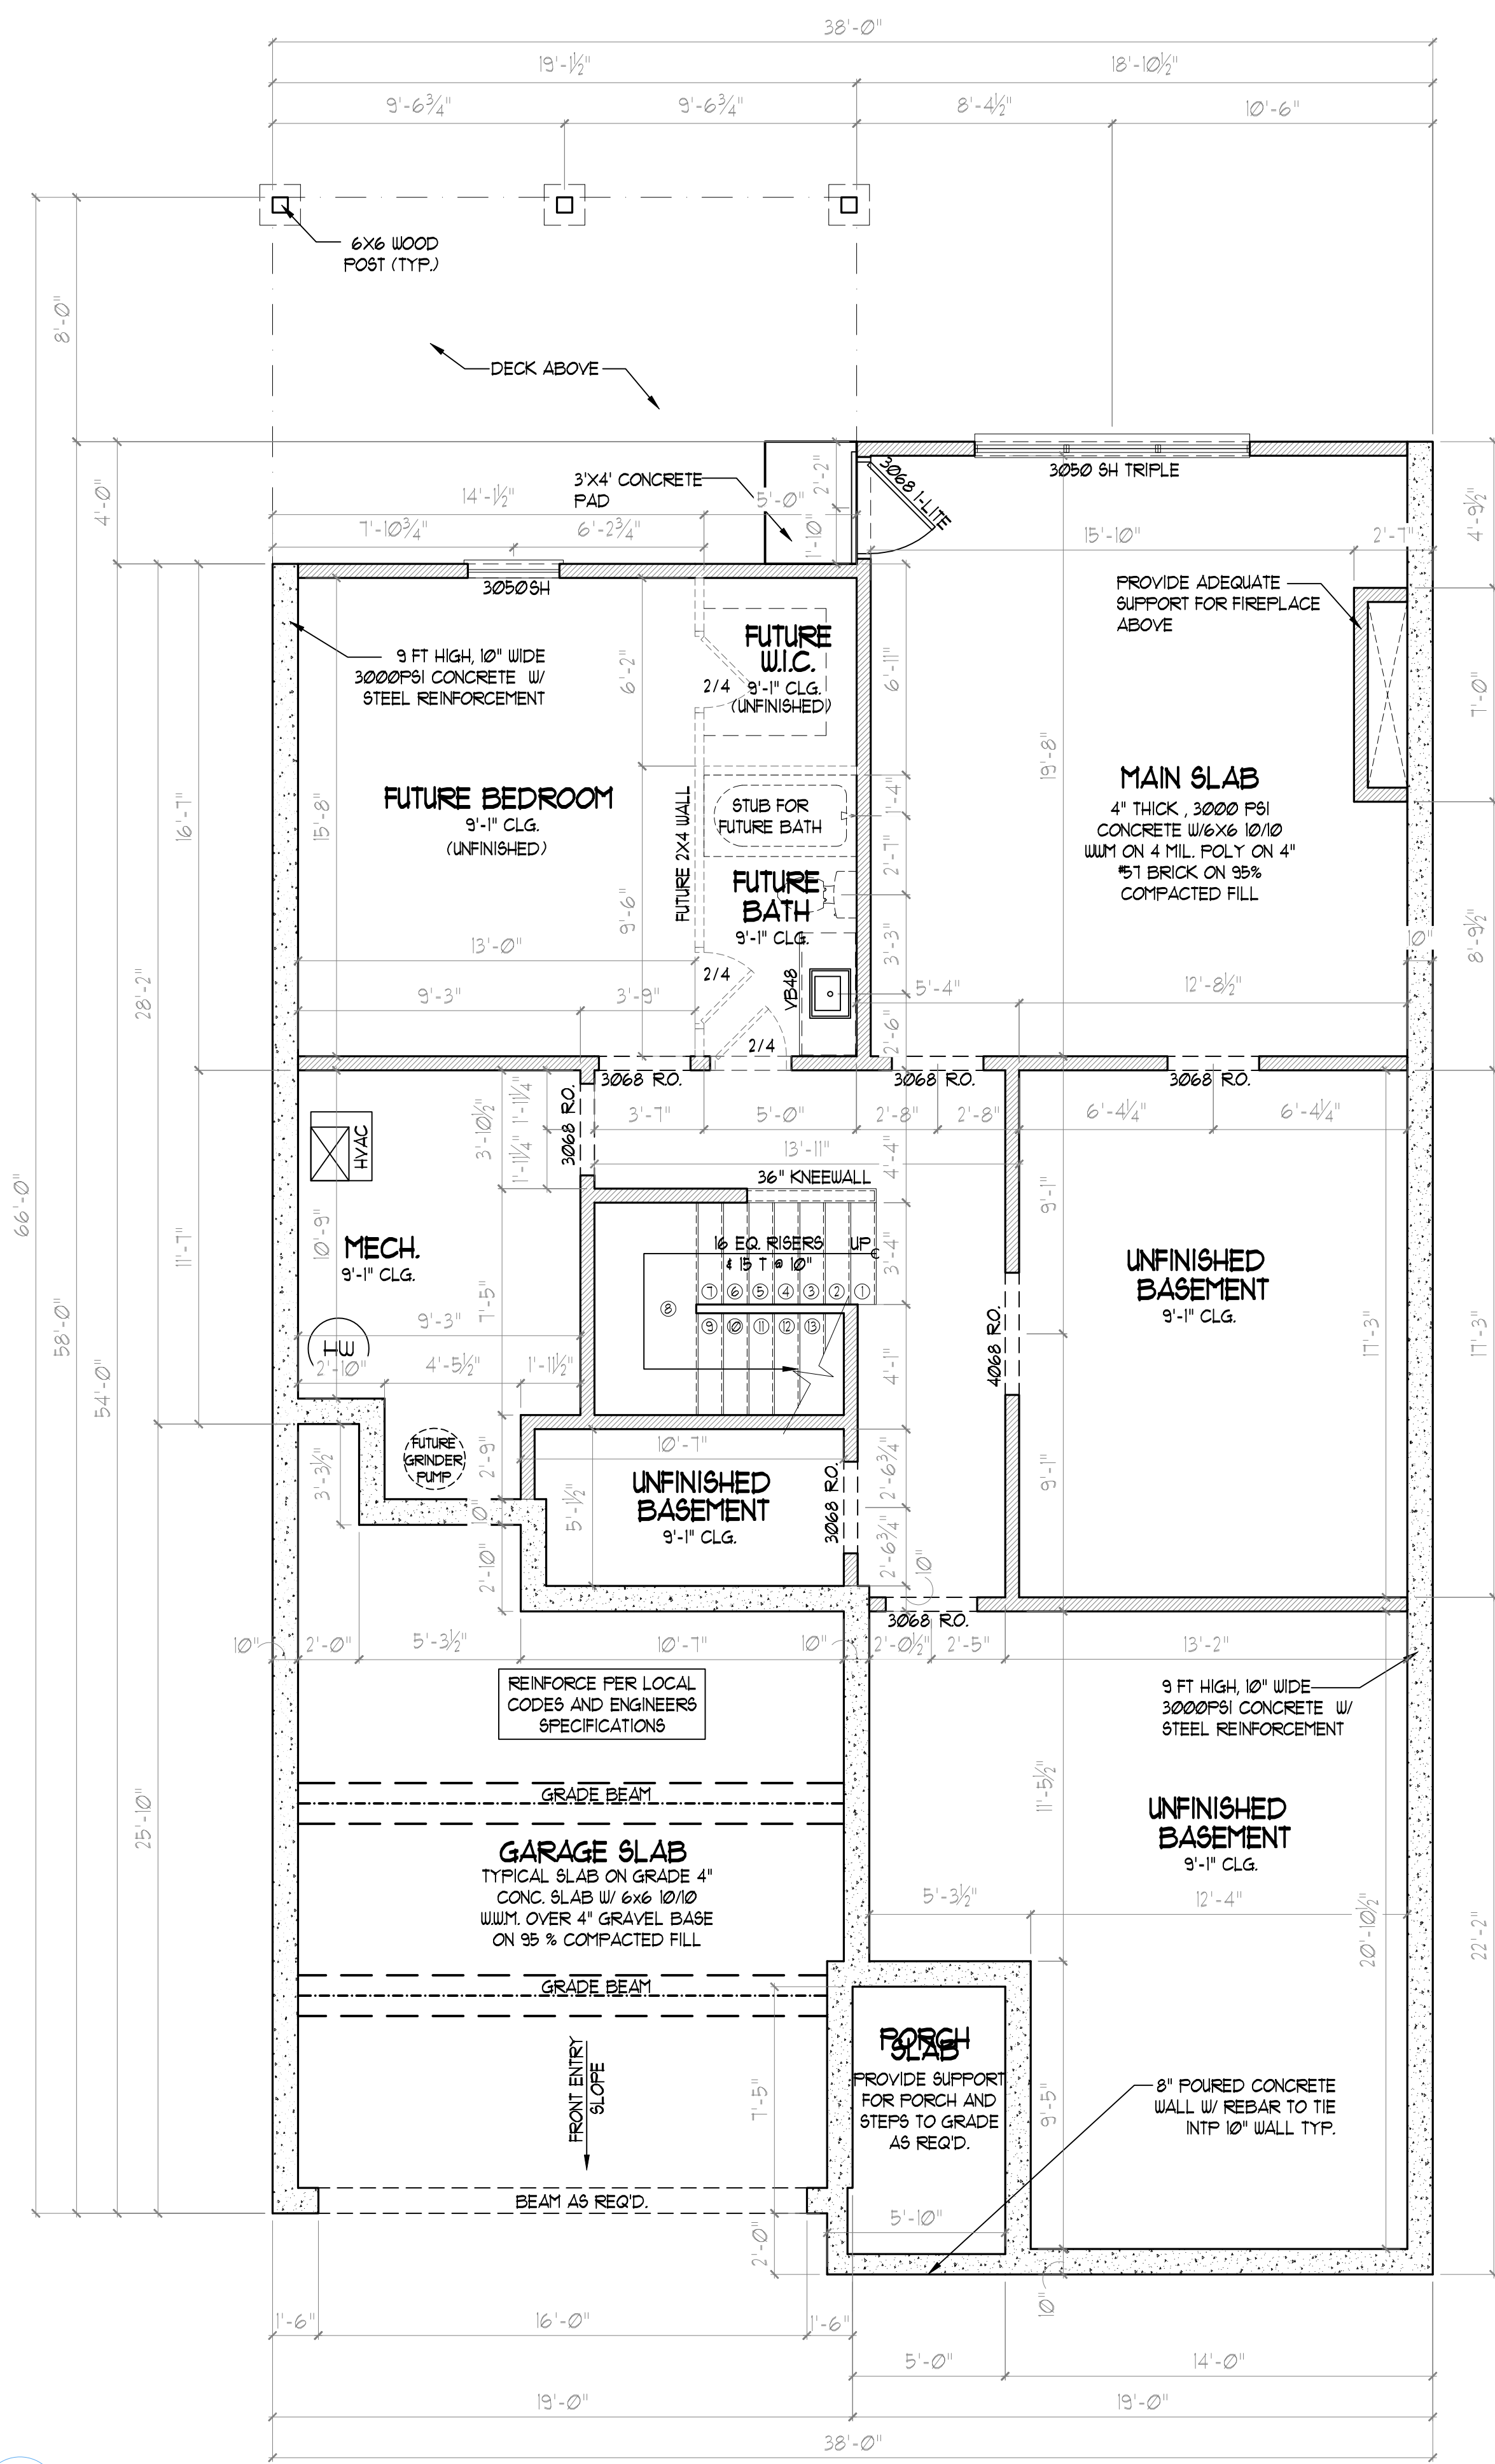 38'-0"
19'-1½"
18'-10½"
9'-6¾"
9'-6¾"
8'-4½"
10'-6"
6X6 WOOD
POST (TYP.)
8'-0"
DECK ABOVE
4'-0"
3'X4' CONCRETE
PAD
14'-1½"
5'-0"
2'-2"
1'-10"
3068 1-LITE
3050 SH TRIPLE
4'-9½"
7'-10¾"
6'-2¾"
15'-10"
2'-7"
3050SH
PROVIDE ADEQUATE
SUPPORT FOR FIREPLACE
ABOVE
FUTURE
W.I.C.
9'-1" CLG.
(UNFINISHED)
2/4
9 FT HIGH, 10" WIDE
3000PSI CONCRETE W/
STEEL REINFORCEMENT
6'-2"
6'-11"
7'-0"
19'-8"
MAIN SLAB
4" THICK , 3000 PSI
CONCRETE W/6X6 10/10
WWM ON 4 MIL. POLY ON 4"
#57 BRICK ON 95%
COMPACTED FILL
FUTURE BEDROOM
9'-1" CLG.
(UNFINISHED)
16'-7"
15'-8"
STUB FOR
FUTURE BATH
1'-4"
2'-7"
FUTURE 2X4 WALL
FUTURE
BATH
9'-1" CLG.
9'-6"
3'-3"
10"
8'-9½"
13'-0"
2/4
VB48
28'-2"
9'-3"
3'-9"
5'-4"
12'-8½"
2'-6"
2/4
3068 R.O.
3068 R.O.
3068 R.O.
3068 R.O.
3'-10½"
1'-11¼"
1'-11¼"
3'-7"
5'-0"
2'-8"
2'-8"
6'-4¼"
6'-4¼"
HVAC
13'-11"
4'-4"
36" KNEEWALL
9'-1"
66'-0"
11'-7"
10'-9"
MECH.
9'-1" CLG.
16 EQ. RISERS
UP
& 15 T @ 10"
3'-4"
7 6 5 4 3 2 1
8
9 10 11 12 13
UNFINISHED
BASEMENT
9'-1" CLG.
7'-5"
58'-0"
54'-0"
9'-3"
2'-10"
4'-5½"
1'-11½"
4'-1"
4068 R.O.
17'-3"
17'-3"
FUTURE
GRINDER
PUMP
3'-3½"
2'-9"
10"
10'-7"
5'-1½"
UNFINISHED
BASEMENT
9'-1" CLG.
3068 R.O.
2'-6¾"
2'-6¾"
9'-1"
2'-10"
10"
3068 R.O.
10"
2'-0"
5'-3½"
10'-7"
10"
2'-0½"
2'-5"
13'-2"
REINFORCE PER LOCAL
CODES AND ENGINEERS
SPECIFICATIONS
9 FT HIGH, 10" WIDE
3000PSI CONCRETE W/
STEEL REINFORCEMENT
GRADE BEAM
11'-5½"
25'-10"
UNFINISHED
BASEMENT
9'-1" CLG.
GARAGE SLAB
TYPICAL SLAB ON GRADE 4"
CONC. SLAB W/ 6x6 10/10
W.W.M. OVER 4" GRAVEL BASE
ON 95 % COMPACTED FILL
5'-3½"
12'-4"
20'-10½"
22'-2"
GRADE BEAM
FRONT ENTRY
SLOPE
PORCH
SLAB
PROVIDE SUPPORT
FOR PORCH AND
STEPS TO GRADE
AS REQ'D.
7'-5"
9'-5"
8" POURED CONCRETE
WALL W/ REBAR TO TIE
INTP 10" WALL TYP.
BEAM AS REQ'D.
5'-10"
2'-0"
10"
1'-6"
16'-0"
1'-6"
5'-0"
14'-0"
19'-0"
19'-0"
38'-0"